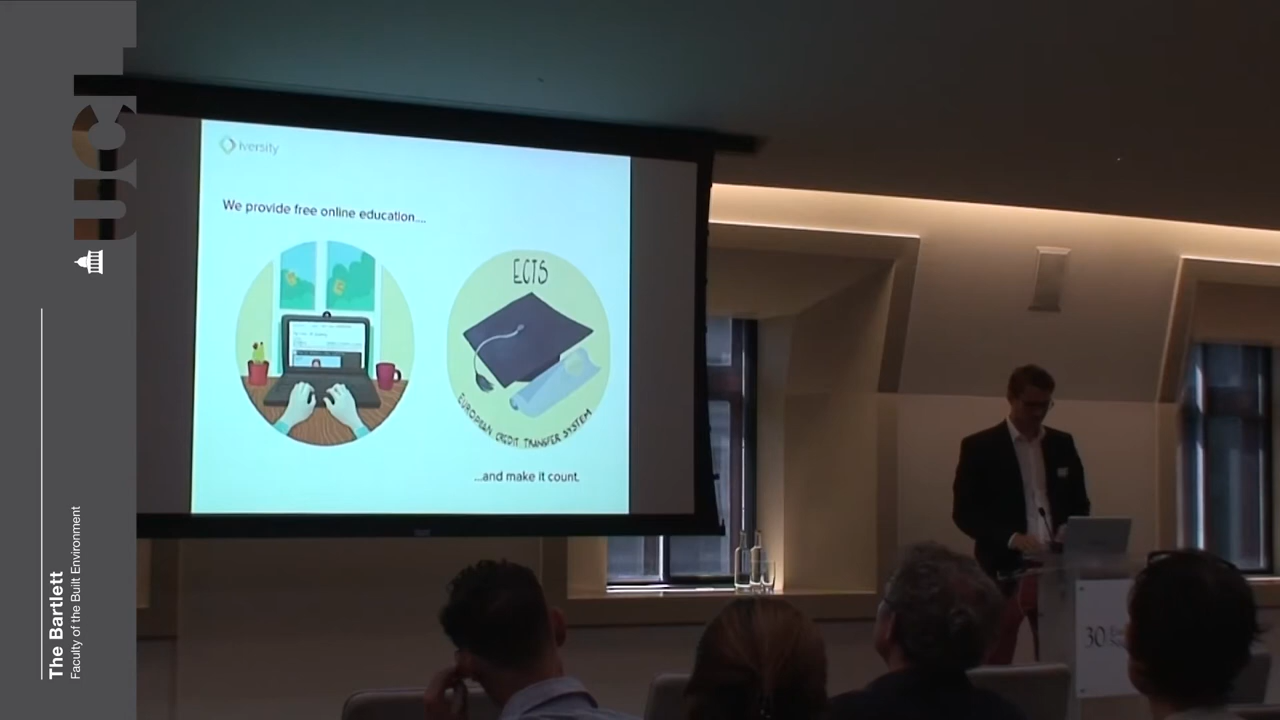 UCL
The Bartlett
Faculty of the Built Environment
iversity
We provide free online education....
ECTS
EUROPEAN CREDIT TRANSFER SYSTEM
...and make it count.
30